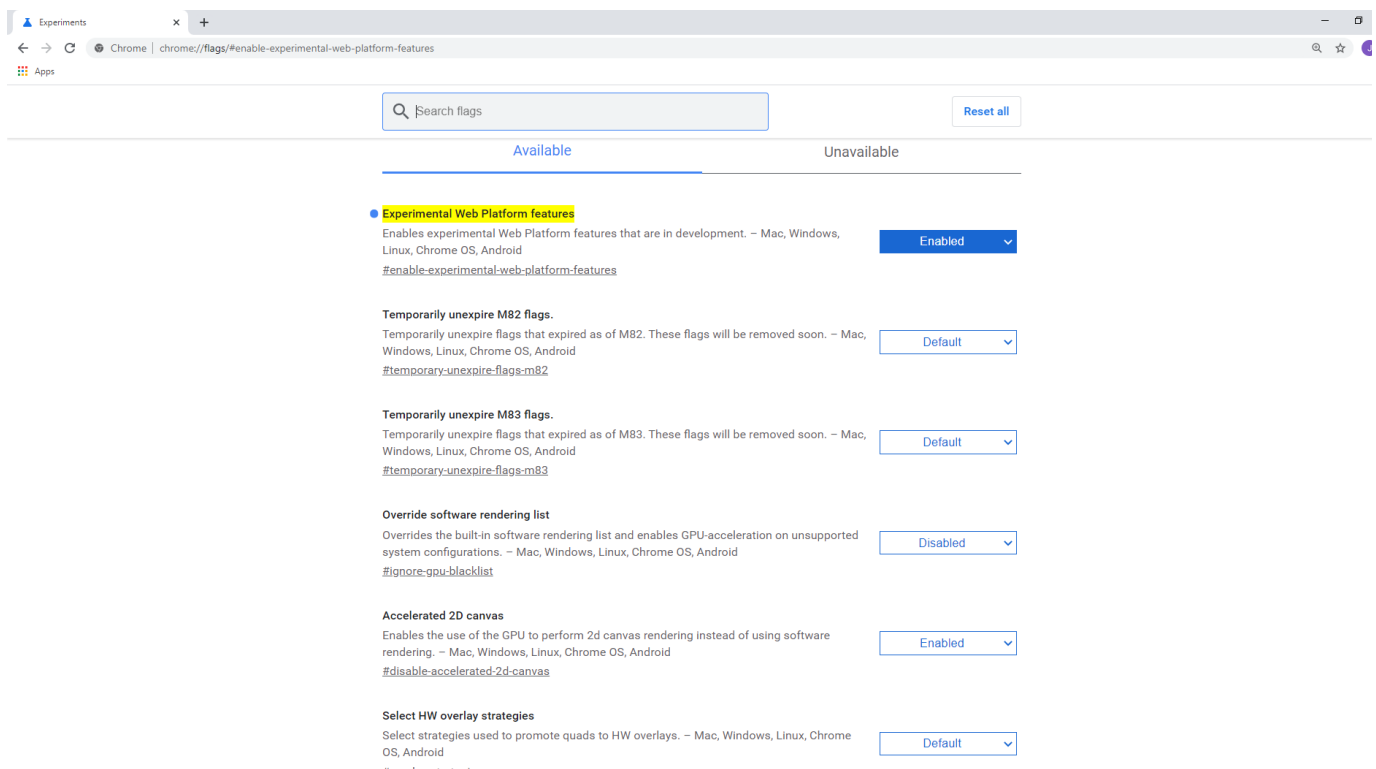 Experiments
Chrome | chrome://flags/#enable-experimental-web-platform-features
J
Apps
Search flags
Reset all
Available
Unavailable
Experimental Web Platform features
Enables experimental Web Platform features that are in development. – Mac, Windows,
Linux, Chrome OS, Android
#enable-experimental-web-platform-features
Enabled
Temporarily unexpire M82 flags.
Temporarily unexpire flags that expired as of M82. These flags will be removed soon. – Mac,
Windows, Linux, Chrome OS, Android
#temporary-unexpire-flags-m82
Default
Temporarily unexpire M83 flags.
Temporarily unexpire flags that expired as of M83. These flags will be removed soon. – Mac,
Windows, Linux, Chrome OS, Android
#temporary-unexpire-flags-m83
Default
Override software rendering list
Overrides the built-in software rendering list and enables GPU-acceleration on unsupported
system configurations. – Mac, Windows, Linux, Chrome OS, Android
#ignore-gpu-blacklist
Disabled
Accelerated 2D canvas
Enables the use of the GPU to perform 2d canvas rendering instead of using software
rendering. – Mac, Windows, Linux, Chrome OS, Android
#disable-accelerated-2d-canvas
Enabled
Select HW overlay strategies
Select strategies used to promote quads to HW overlays. – Mac, Windows, Linux, Chrome
OS, Android
Default